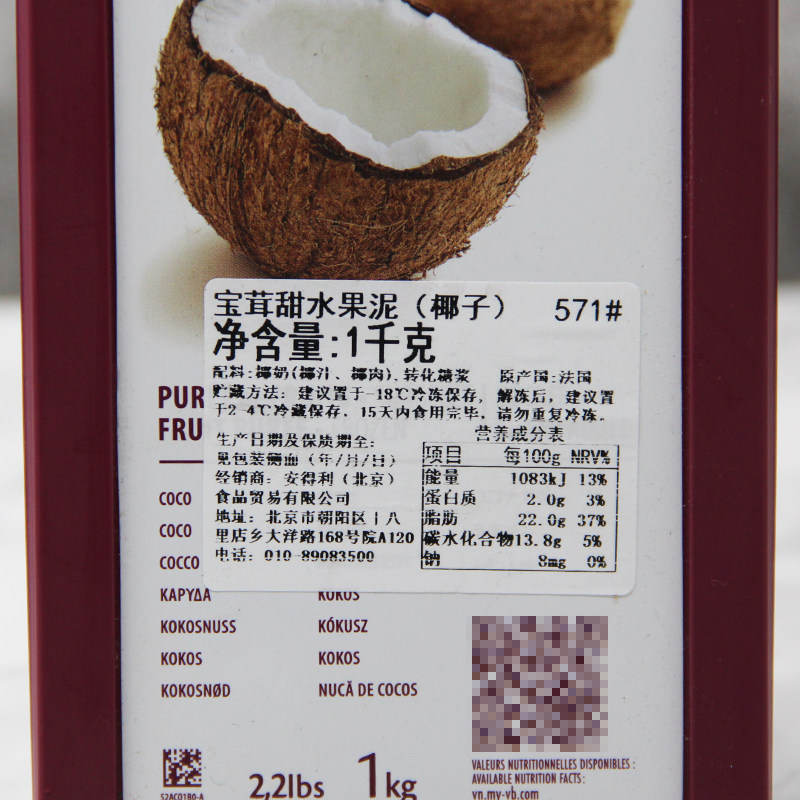 宝茸甜水果泥（椰子） 571#
净含量:1千克
配料:椰奶(椰汁、椰肉)、转化糖浆 原产国:法国
贮藏方法: 建议置于-18℃冷冻保存, 解冻后, 建议置
于2-4℃冷藏保存, 15天内食用完毕, 请勿重复冷冻.
生产日期及保质期至:
见包装侧面（年/月/日）
经销商: 安得利（北京）
食品贸易有限公司
地址: 北京市朝阳区十八
里店乡大洋路168号院A120
电话: 010-89083500
营养成分表
项目 每100g NRV%
能量 1083kJ 13%
蛋白质 2.0g 3%
脂肪 22.0g 37%
碳水化合物13.8g 5%
钠 8mg 0%
PUR
FRU
COCO
COCO
COCCO
ΚΑΡΥΔΑ
KOKOSNUSS
KOKOS
KOKOSNØD
KOKOS
KÓKUSZ
KOKOS
NUCĂ DE COCOS
52AC01B0-A
2,2lbs 1kg
VALEURS NUTRITIONNELLES DISPONIBLES :
AVAILABLE NUTRITION FACTS :
vn.my-vb.com